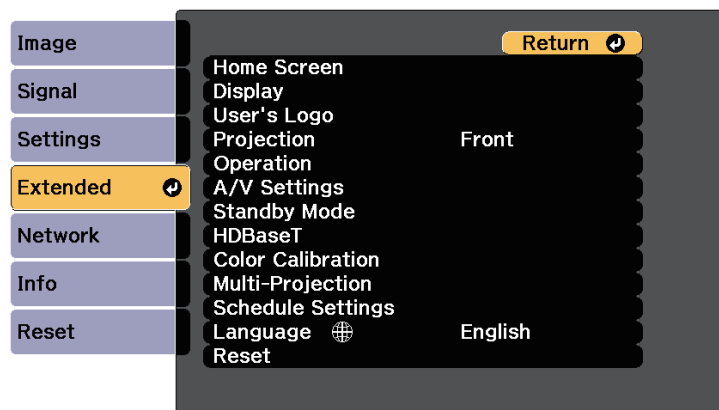 Image
Signal
Settings
Extended
Network
Info
Reset
Return
Home Screen
Display
User's Logo
Projection Front
Operation
A/V Settings
Standby Mode
HDBaseT
Color Calibration
Multi-Projection
Schedule Settings
Language English
Reset